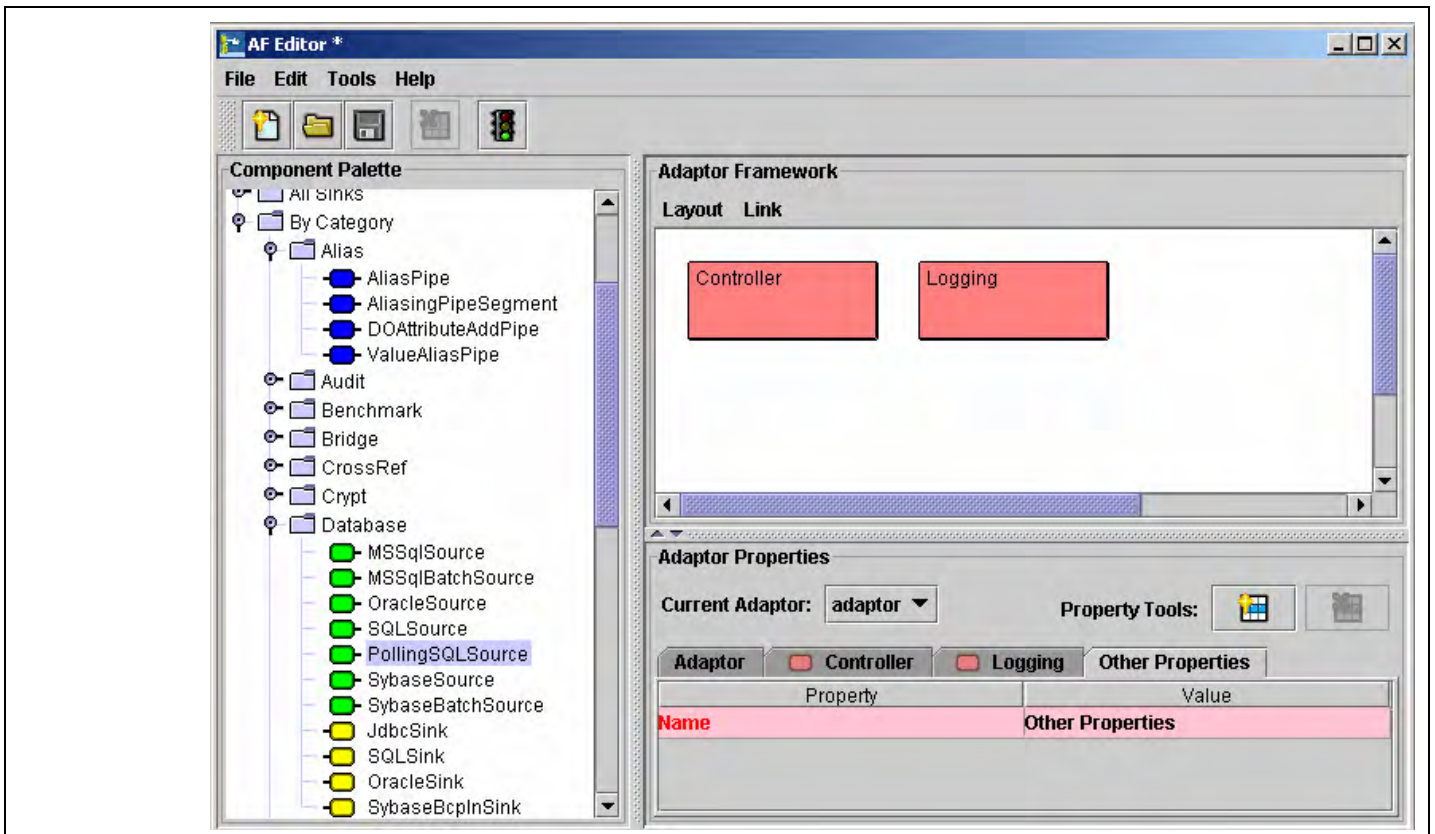 AF Editor *
File Edit Tools Help
Component Palette
All Sinks
By Category
Alias
AliasPipe
AliasingPipeSegment
DOAttributeAddPipe
ValueAliasPipe
Audit
Benchmark
Bridge
CrossRef
Crypt
Database
MSSqlSource
MSSqlBatchSource
OracleSource
SQLSource
PollingSQLSource
SybaseSource
SybaseBatchSource
JdbcSink
SQLSink
OracleSink
SybaseBcpInSink
Adaptor Framework
Layout Link
Controller Logging
Adaptor Properties
Current Adaptor: adaptor Property Tools:
Adaptor Controller Logging Other Properties
Property Value
Name Other Properties